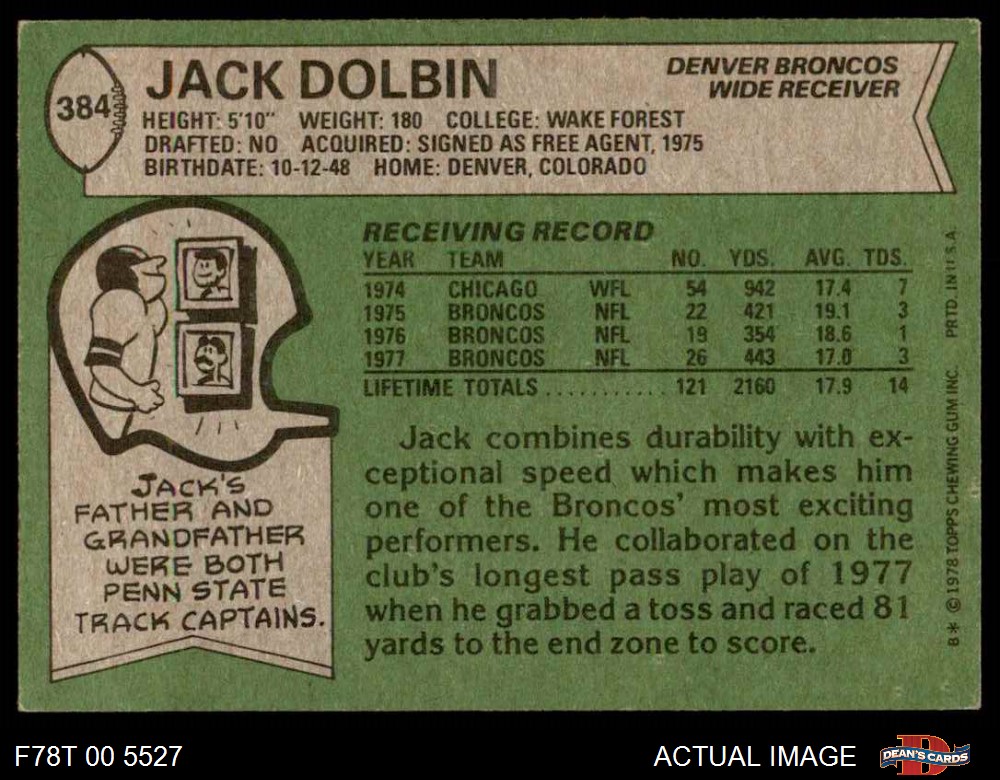 384
JACK DOLBIN
DENVER BRONCOS
WIDE RECEIVER
HEIGHT: 5'10" WEIGHT: 180 COLLEGE: WAKE FOREST
DRAFTED: NO ACQUIRED: SIGNED AS FREE AGENT, 1975
BIRTHDATE: 10-12-48 HOME: DENVER, COLORADO
RECEIVING RECORD
YEAR TEAM NO. YDS. AVG. TDS.
1974 CHICAGO WFL 54 942 17.4 7
1975 BRONCOS NFL 22 421 19.1 3
1976 BRONCOS NFL 19 354 18.6 1
1977 BRONCOS NFL 26 443 17.0 3
LIFETIME TOTALS ........... 121 2160 17.9 14
Jack combines durability with ex-
ceptional speed which makes him
one of the Broncos' most exciting
performers. He collaborated on the
club's longest pass play of 1977
when he grabbed a toss and raced 81
yards to the end zone to score.
JACK'S
FATHER AND
GRANDFATHER
WERE BOTH
PENN STATE
TRACK CAPTAINS.
B* © 1978 TOPPS CHEWING GUM INC. PRTD. IN U.S.A.
F78T 00 5527
ACTUAL IMAGE
D
DEAN'S CARDS